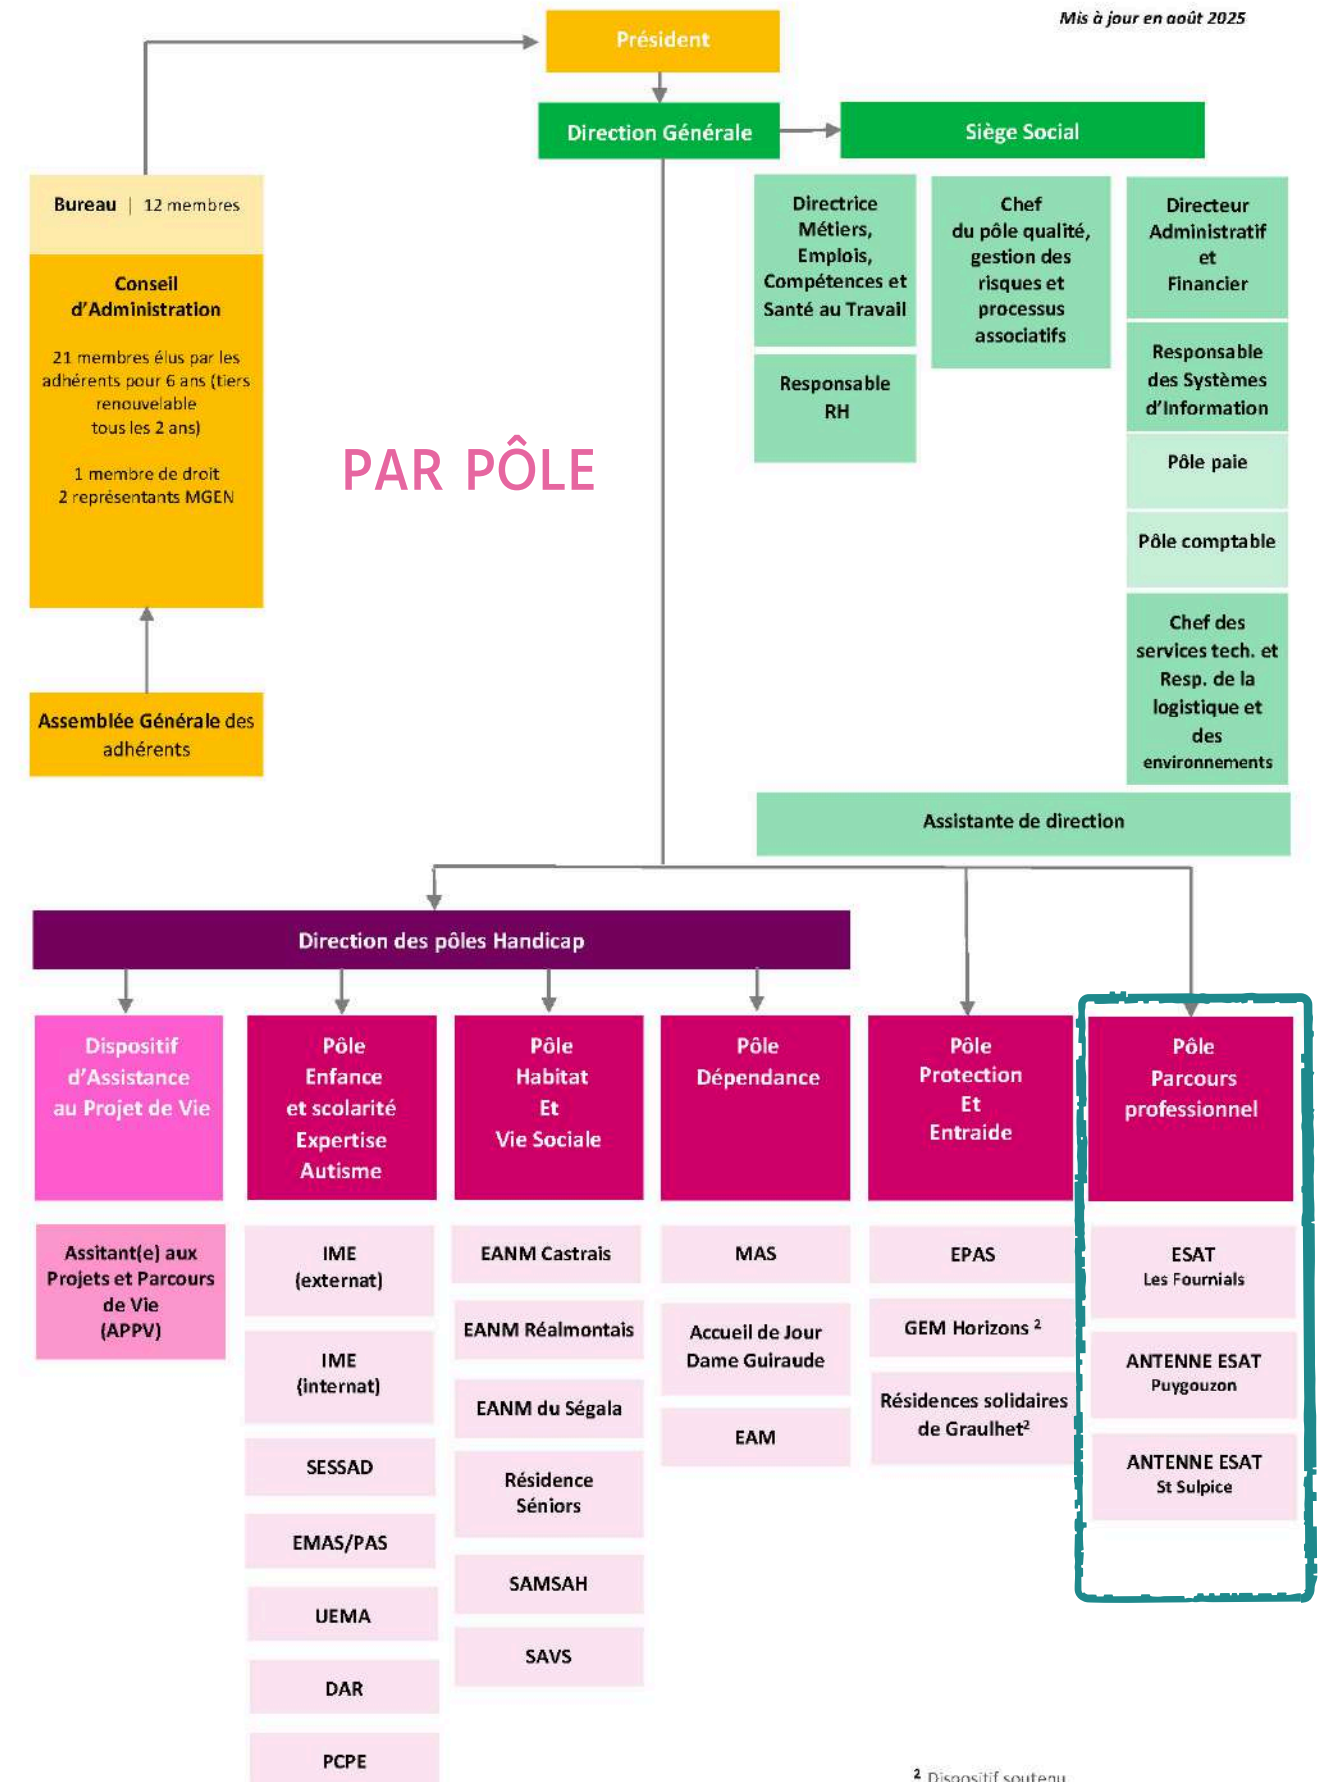 Mis à jour en août 2025
Président
Direction Générale
Siège Social
Bureau | 12 membres
Conseil
d'Administration
21 membres élus par les
adhérents pour 6 ans (tiers
renouvelable
tous les 2 ans)
1 membre de droit
2 représentants MGEN
Assemblée Générale des
adhérents
PAR PÔLE
Directrice
Métiers,
Emplois,
Compétences et
Santé au Travail
Responsable
RH
Chef
du pôle qualité,
gestion des
risques et
processus
associatifs
Directeur
Administratif
et
Financier
Responsable
des Systèmes
d'Information
Pôle paie
Pôle comptable
Chef des
services tech. et
Resp. de la
logistique et
des
environnements
Assistante de direction
Direction des pôles Handicap
Dispositif
d'Assistance
au Projet de Vie
Assitant(e) aux
Projets et Parcours
de Vie
(APPV)
Pôle
Enfance
et scolarité
Expertise
Autisme
IME
(externat)
IME
(internat)
SESSAD
EMAS/PAS
UEMA
DAR
PCPE
Pôle
Habitat
Et
Vie Sociale
EANM Castrais
EANM Réalmontais
EANM du Ségala
Résidence
Séniors
SAMSAH
SAVS
Pôle
Dépendance
MAS
Accueil de Jour
Dame Guiraude
EAM
Pôle
Protection
Et
Entraide
EPAS
GEM Horizons ²
Résidences solidaires
de Graulhet²
Pôle
Parcours
professionnel
ESAT
Les Fournials
ANTENNE ESAT
Puygouzon
ANTENNE ESAT
St Sulpice
² Dispositif soutenu